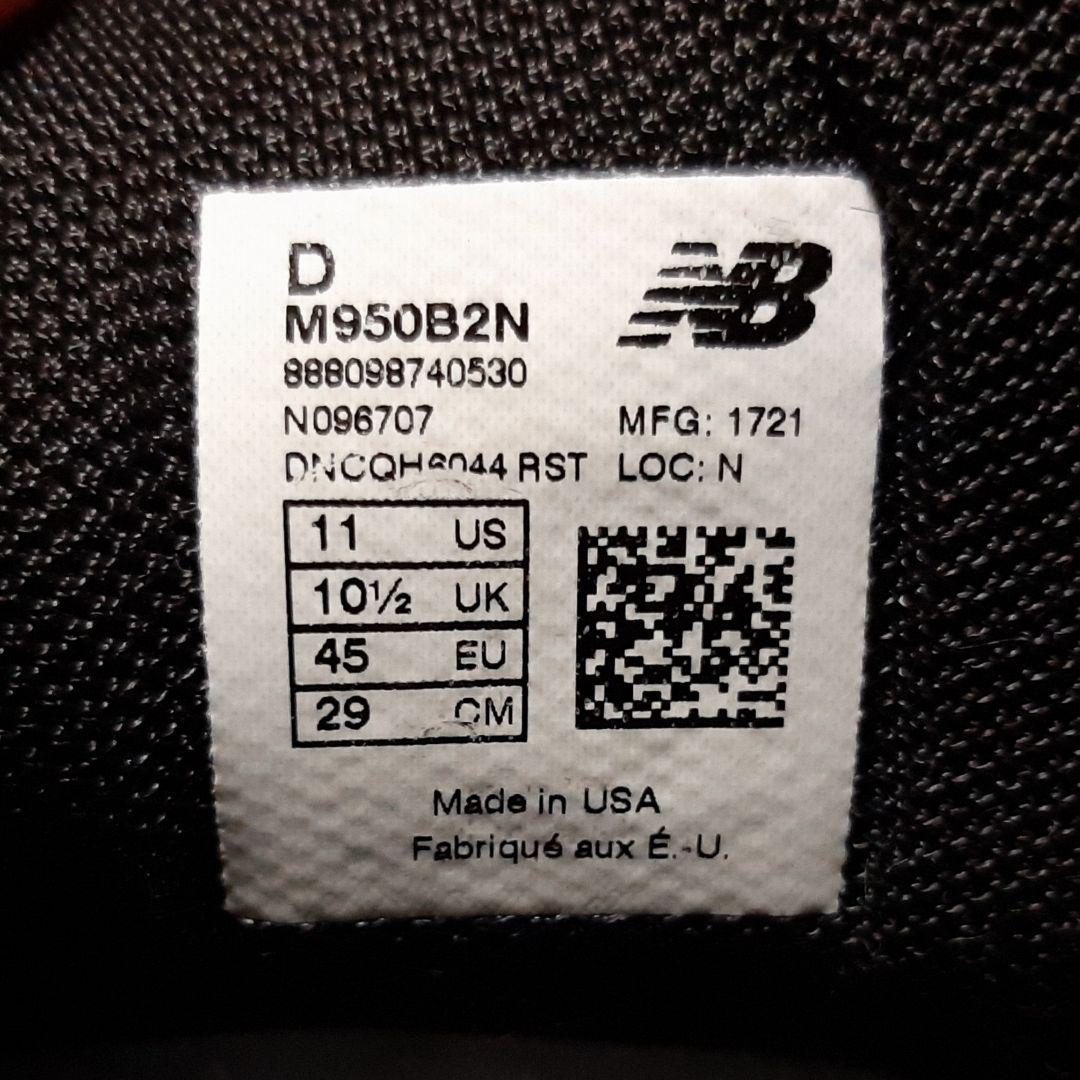 D
NB
M950B2N
888098740530
N096707
MFG: 1721
RST
LOC: N
11 US
10½ UK
45 EU
29 CM
Made in USA
Fabriqué aux É.-U.